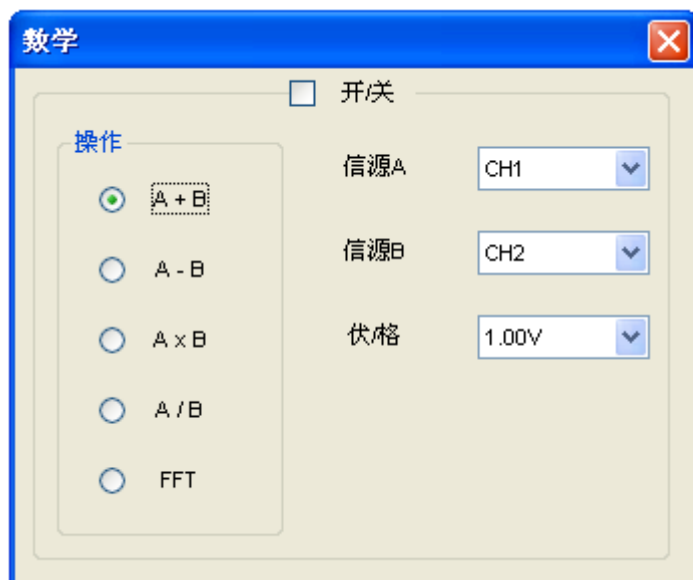 数学
开/关
操作
A + B
A - B
A x B
A / B
FFT
信源A
CH1
信源B
CH2
伏/格
1.00V